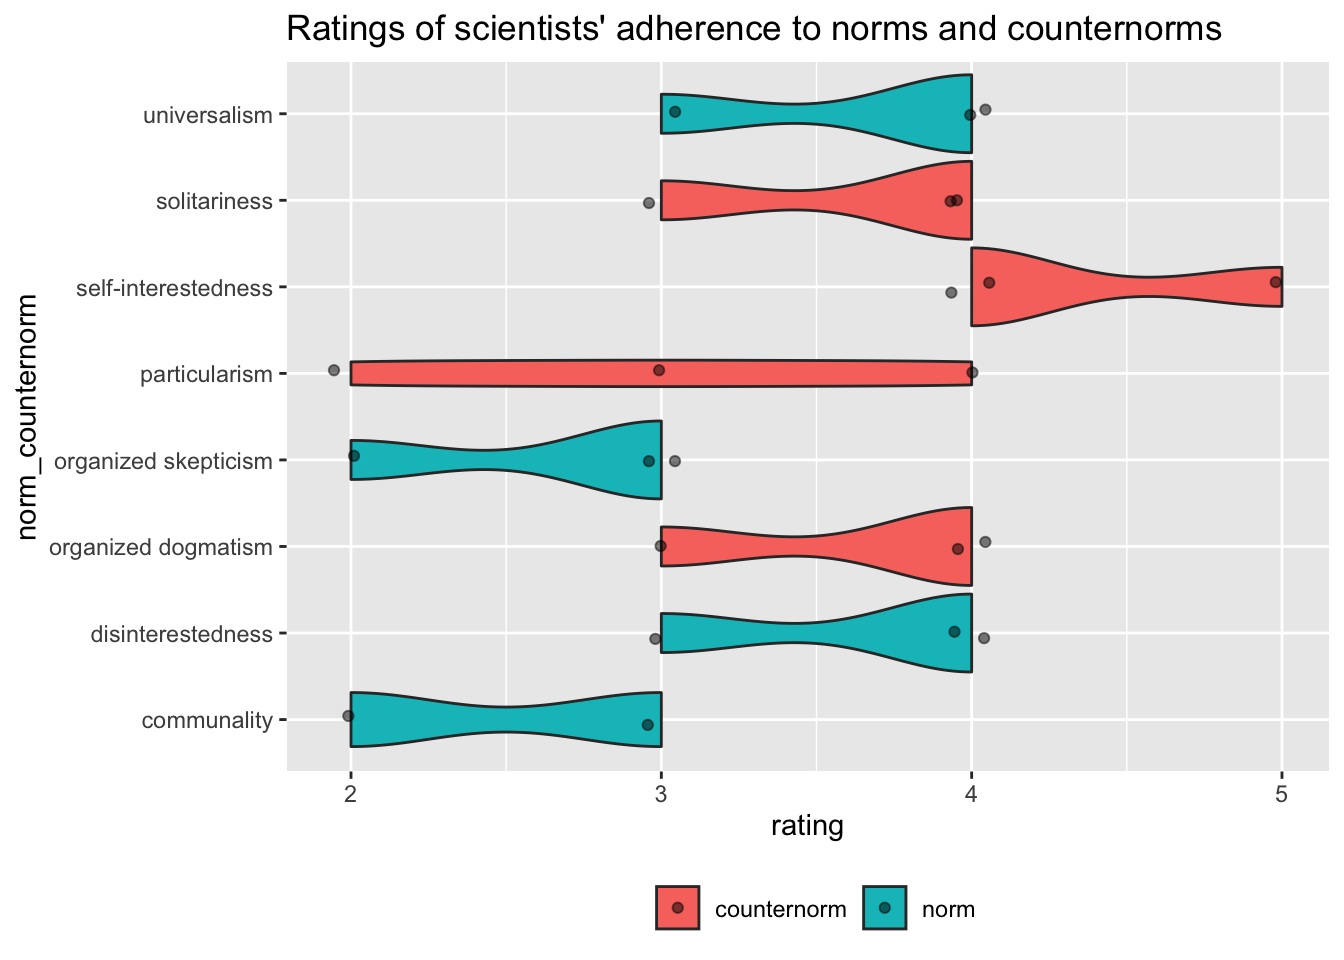 Ratings of scientists' adherence to norms and counternorms
universalism
solitariness
self-interestedness
particularism
organized skepticism
organized dogmatism
disinterestedness
communality
norm_counternorm
2 3 4 5
rating
counternorm norm